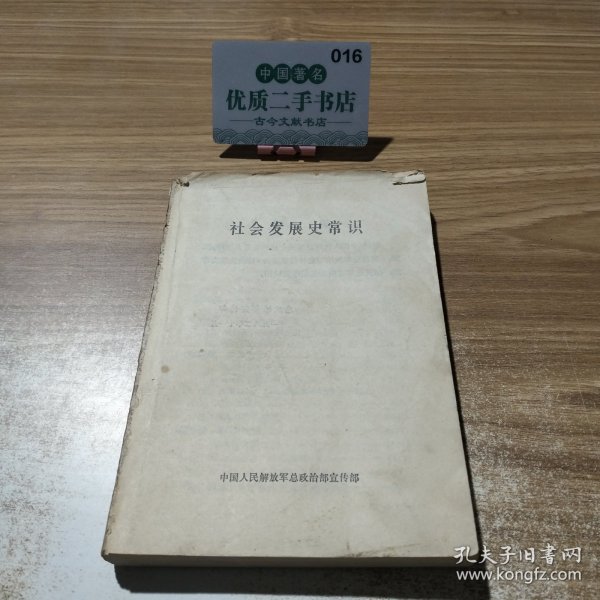 016
中国著名
优质二手书店
古今文献书店
社会发展史常识
中国人民解放军总政治部宣传部
孔夫子旧书网
www.kongfz.com